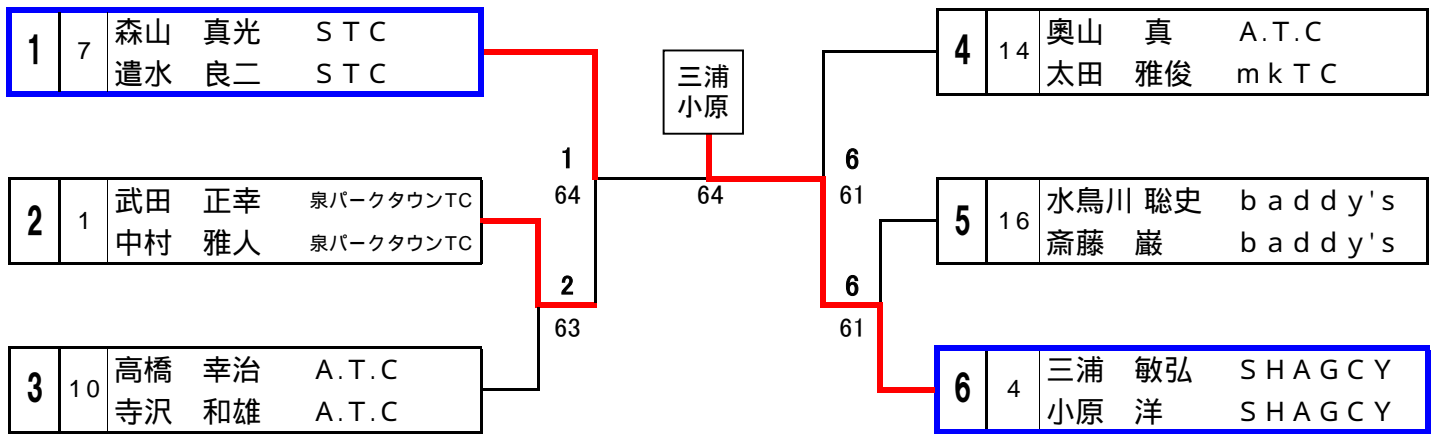 1 7 森山 真光 STC
遣水 良二 STC
2 1 武田 正幸 泉パークタウンTC
中村 雅人 泉パークタウンTC
3 10 高橋 幸治 A.T.C
寺沢 和雄 A.T.C
1
64
2
63
三浦
小原
64
6
61
6
61
4 14 奥山 真 A.T.C
太田 雅俊 mkTC
5 16 水鳥川 聡史 baddy's
斎藤 巌 baddy's
6 4 三浦 敏弘 SHAGCY
小原 洋 SHAGCY